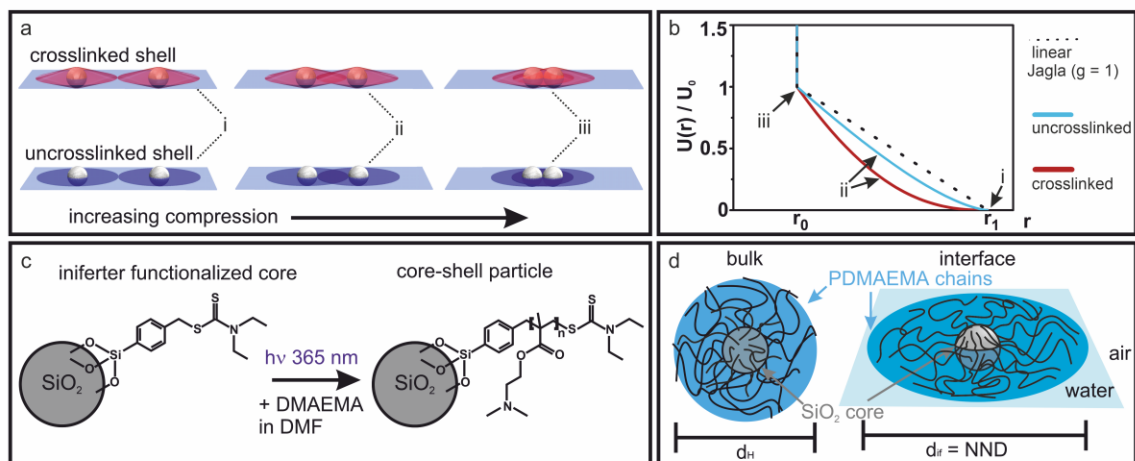 a
crosslinked shell
i
ii
iii
uncrosslinked shell
increasing compression
b
U(r) / U₀
1.5
1
0.5
0
iii
ii
i
r₀
r₁
r
linear
Jagla (g = 1)
uncrosslinked
crosslinked
c
iniferter functionalized core
SiO₂
O
O
O
Si
S
S
N
hν 365 nm
+ DMAEMA
in DMF
core-shell particle
SiO₂
O
O
O
Si
n
S
S
N
O
O
N
d
bulk
interface
PDMAEMA chains
air
water
SiO₂ core
d_H
d_if = NND